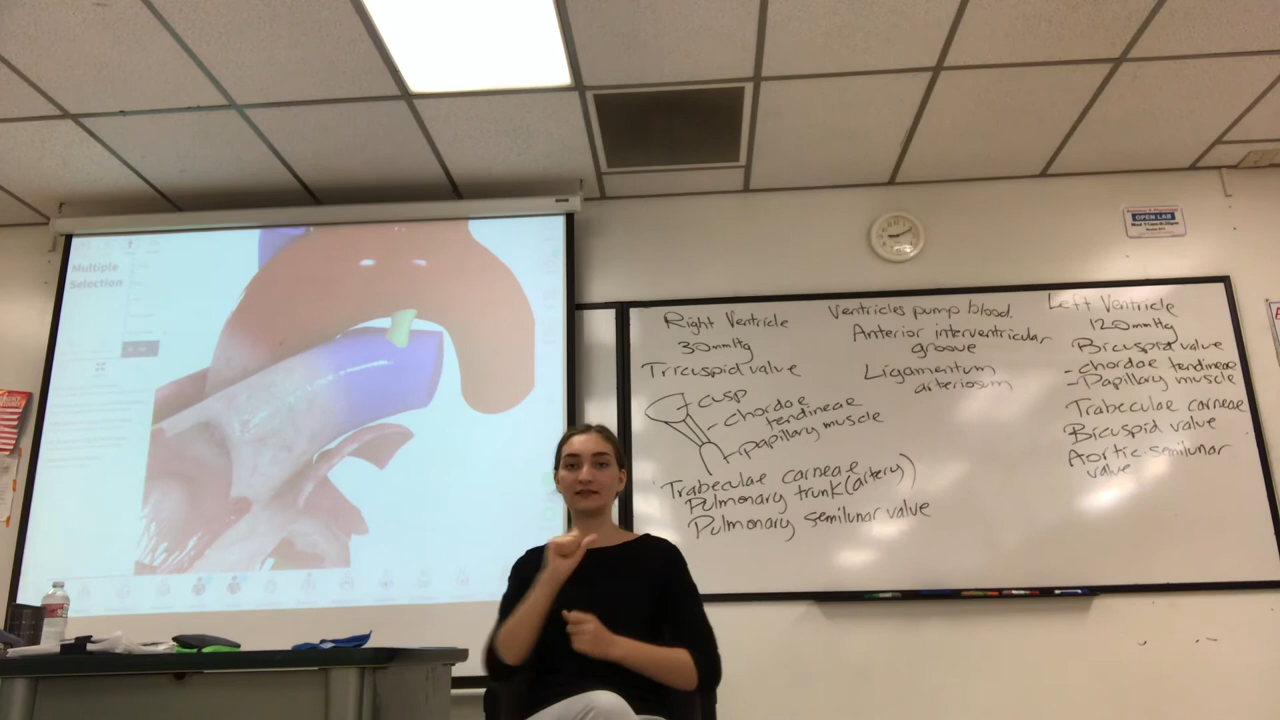 Multiple
Selection
OPEN LAB
Right Ventricle
30mmHg
Tricuspid valve
cusp
chordae
tendineae
papillary muscle
Trabeculae carneae
Pulmonary trunk (artery)
Pulmonary semilunar valve
Ventricles pump blood.
Anterior interventricular
groove
Ligamentum
arteriosum
Left Ventricle
120mmHg
Bicuspid valve
- chordae tendineae
- Papillary muscle
Trabeculae carneae
Bicuspid valve
Aortic semilunar
valve